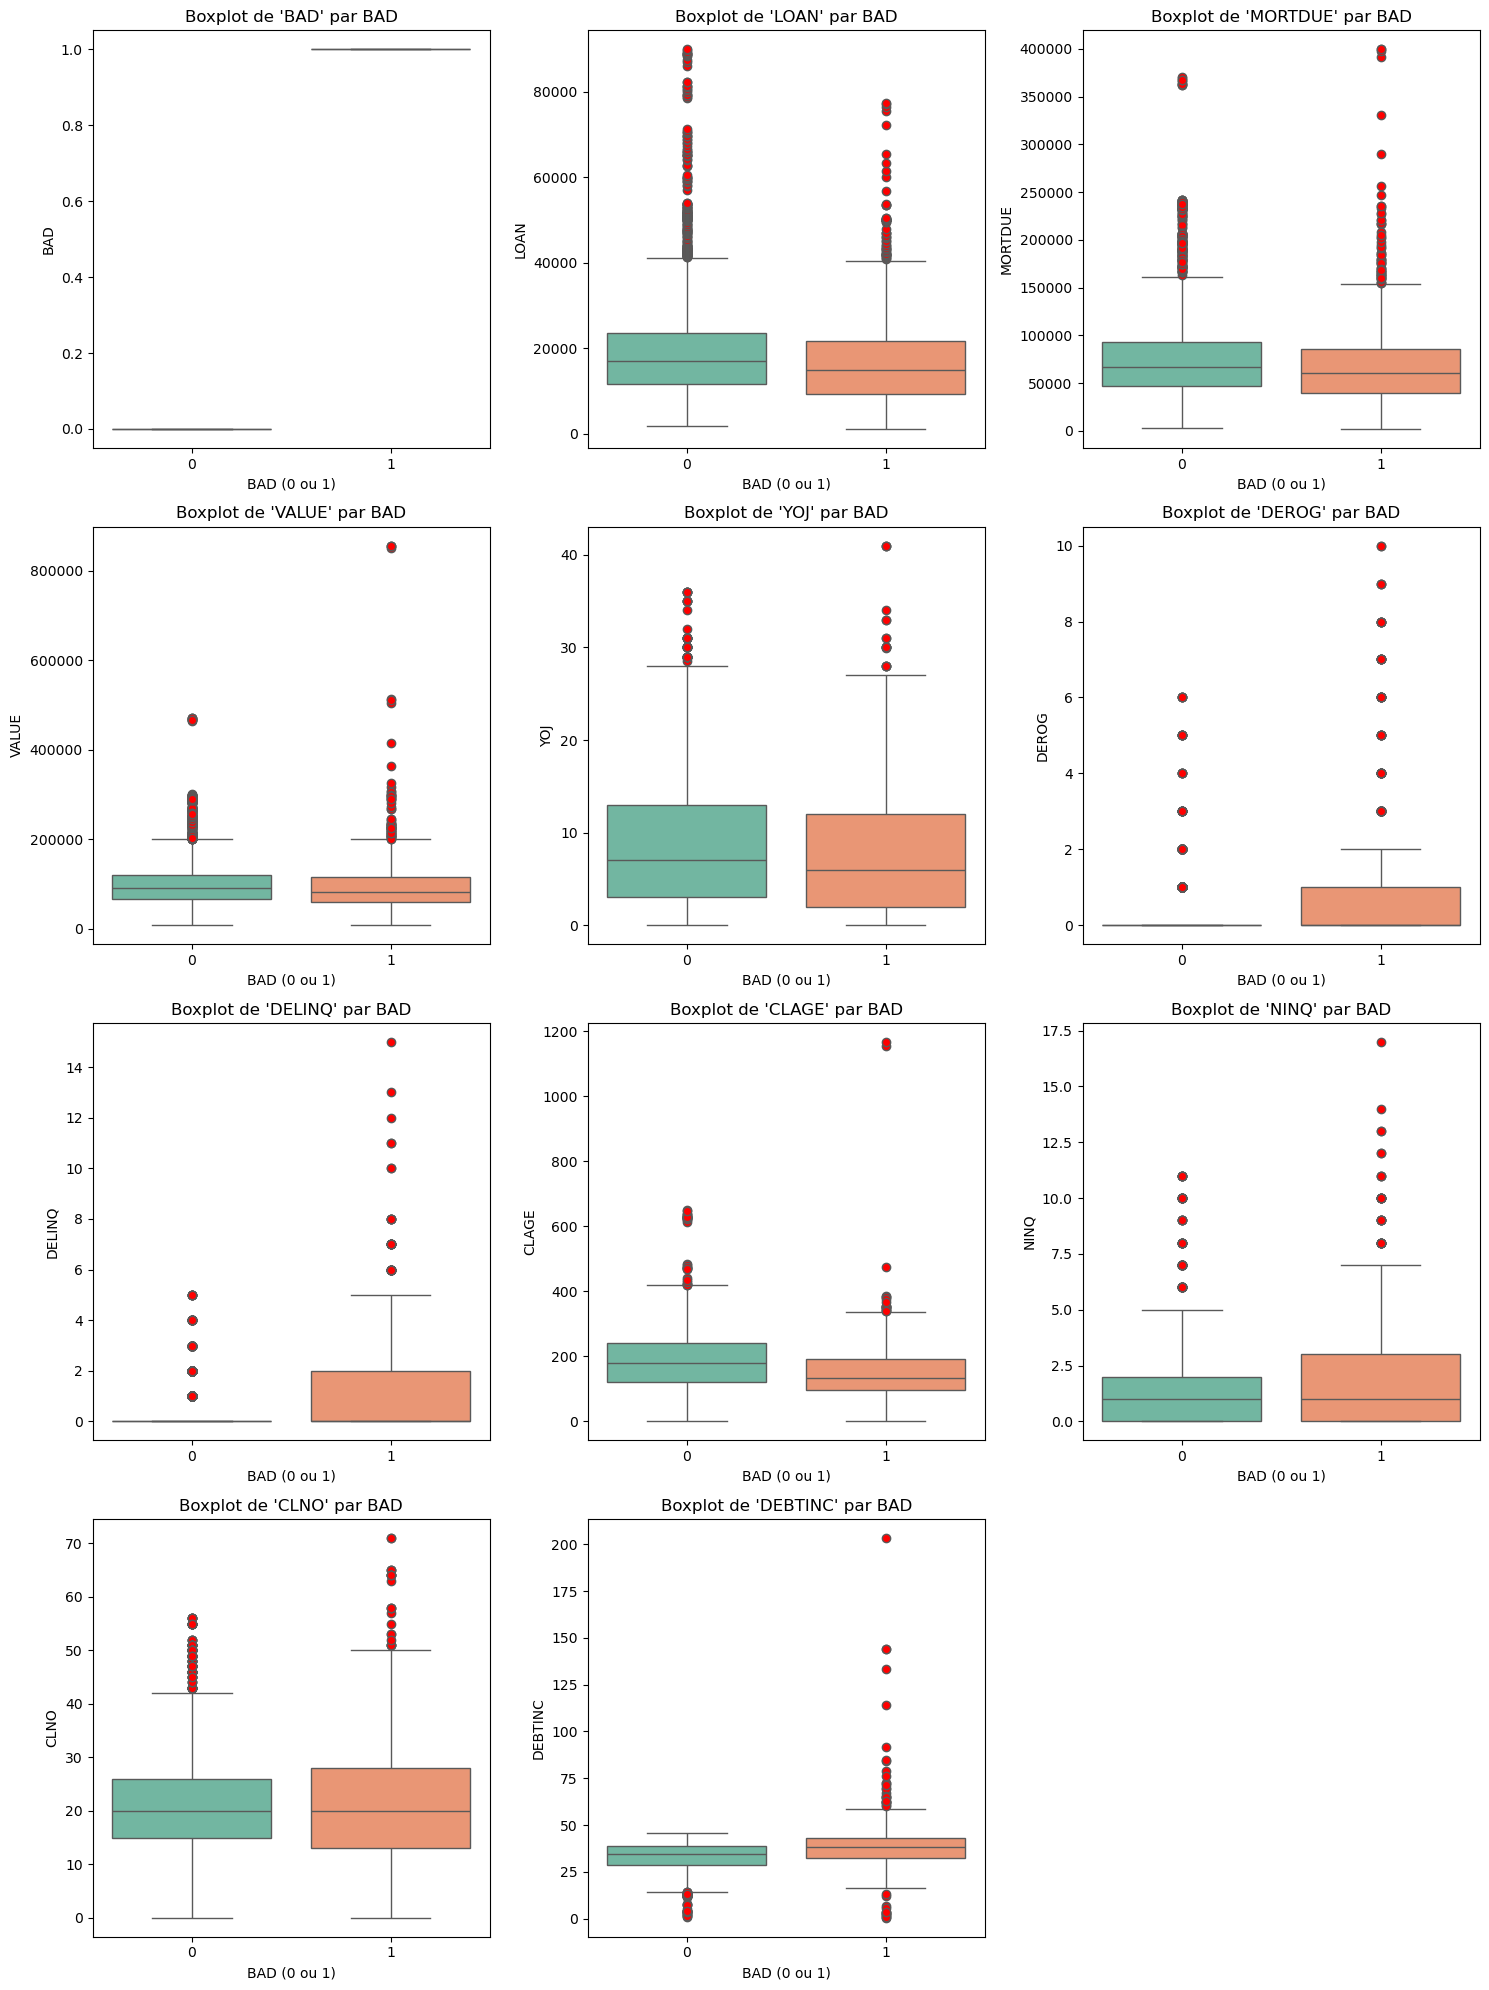 Boxplot de 'BAD' par BAD
1.0
0.8
0.6
0.4
0.2
0.0
BAD
0 1
BAD (0 ou 1)
Boxplot de 'LOAN' par BAD
80000
60000
40000
20000
0
LOAN
0 1
BAD (0 ou 1)
Boxplot de 'MORTDUE' par BAD
400000
350000
300000
250000
200000
150000
100000
50000
0
MORTDUE
0 1
BAD (0 ou 1)
Boxplot de 'VALUE' par BAD
800000
600000
400000
200000
0
VALUE
0 1
BAD (0 ou 1)
Boxplot de 'YOJ' par BAD
40
30
20
10
0
YOJ
0 1
BAD (0 ou 1)
Boxplot de 'DEROG' par BAD
10
8
6
4
2
0
DEROG
0 1
BAD (0 ou 1)
Boxplot de 'DELINQ' par BAD
14
12
10
8
6
4
2
0
DELINQ
0 1
BAD (0 ou 1)
Boxplot de 'CLAGE' par BAD
1200
1000
800
600
400
200
0
CLAGE
0 1
BAD (0 ou 1)
Boxplot de 'NINQ' par BAD
17.5
15.0
12.5
10.0
7.5
5.0
2.5
0.0
NINQ
0 1
BAD (0 ou 1)
Boxplot de 'CLNO' par BAD
70
60
50
40
30
20
10
0
CLNO
0 1
BAD (0 ou 1)
Boxplot de 'DEBTINC' par BAD
200
175
150
125
100
75
50
25
0
DEBTINC
0 1
BAD (0 ou 1)